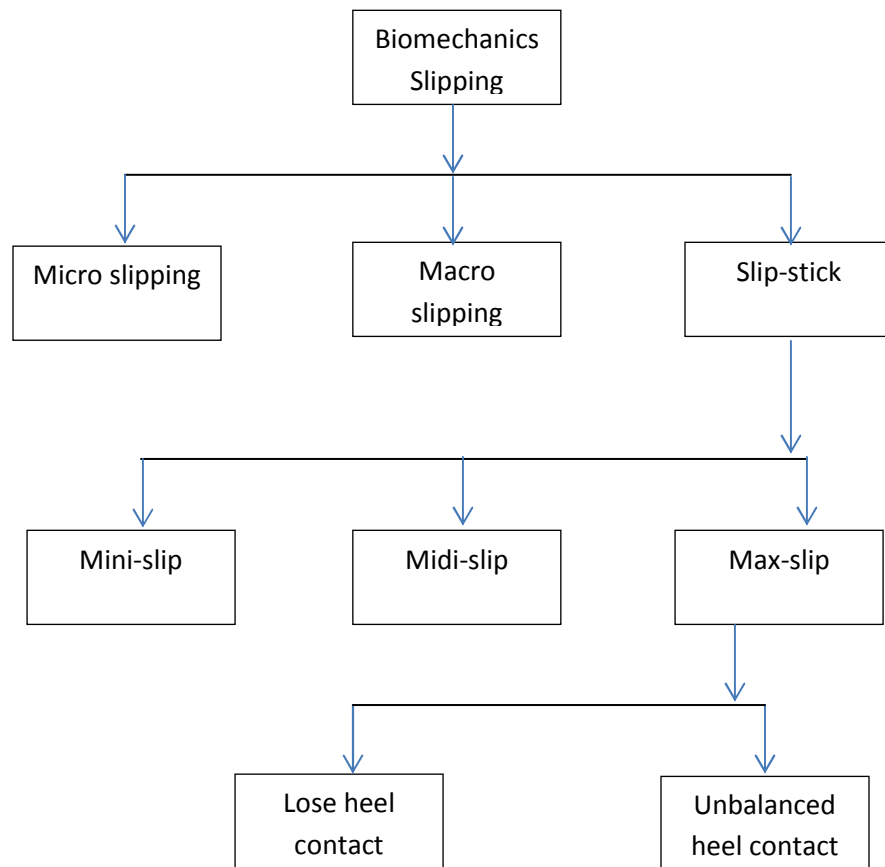 Biomechanics
Slipping
Micro slipping
Macro
slipping
Slip-stick
Mini-slip
Midi-slip
Max-slip
Lose heel
contact
Unbalanced
heel contact